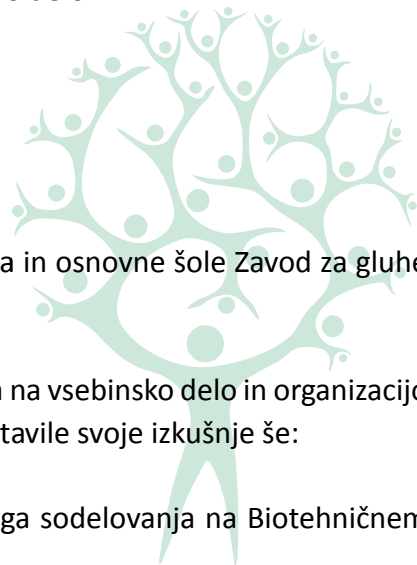 a in osnovne šole Zavod za gluhe
na vsebinsko delo in organizacijo
tavile svoje izkušnje še:
ga sodelovanja na Biotehničnem